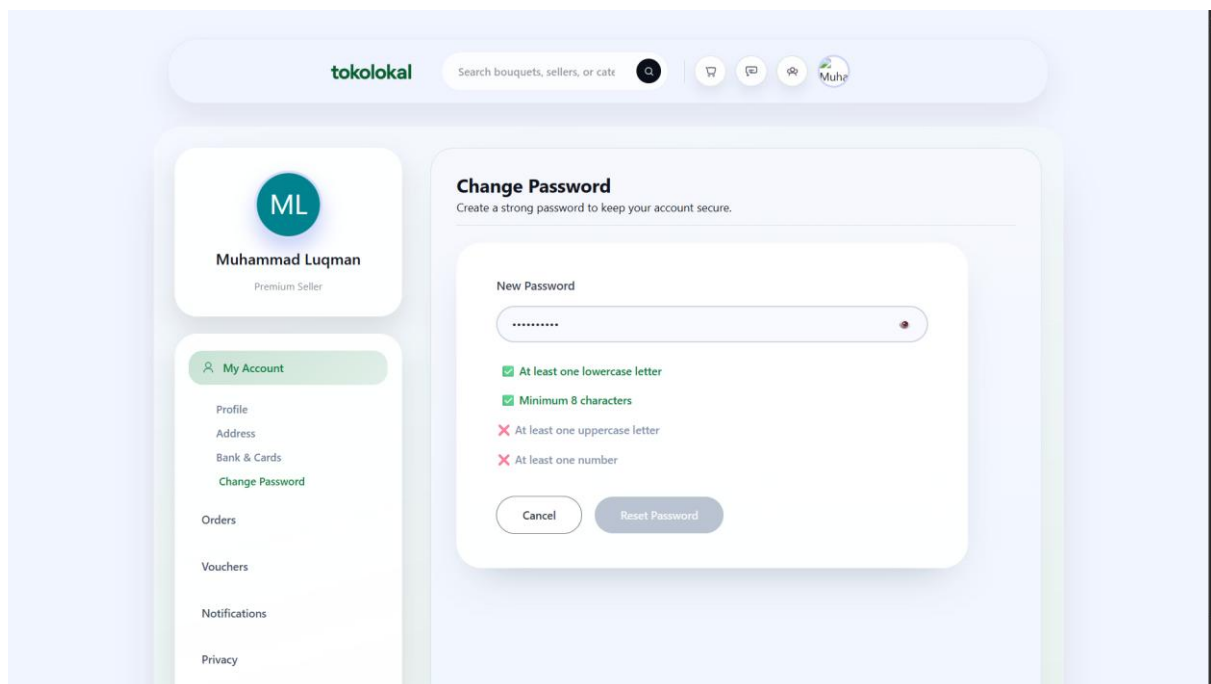 tokolokal
Search bouquets, sellers, or cate
Muha
ML
Muhammad Luqman
Premium Seller
My Account
Profile
Address
Bank & Cards
Change Password
Orders
Vouchers
Notifications
Privacy
Change Password
Create a strong password to keep your account secure.
New Password
••••••••••
At least one lowercase letter
Minimum 8 characters
At least one uppercase letter
At least one number
Cancel
Reset Password